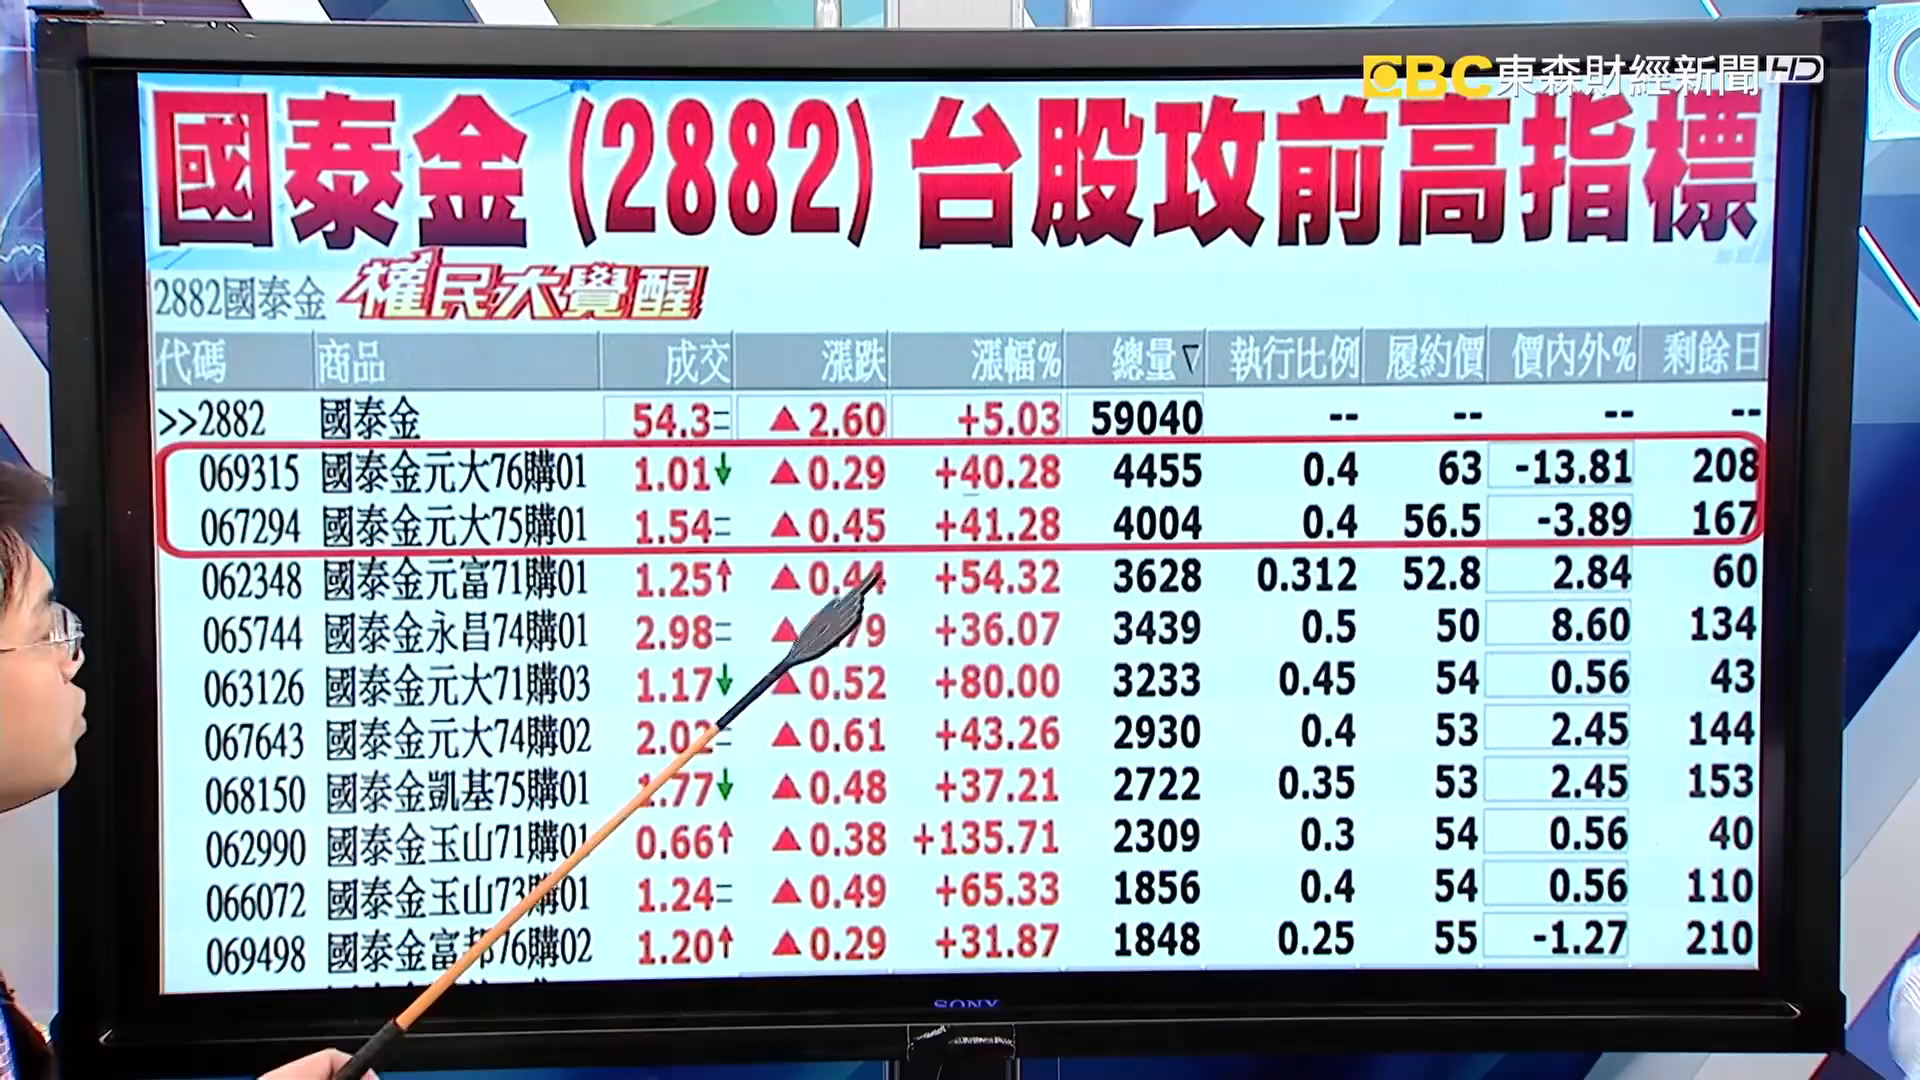 EBC東森財經新聞HD
國泰金(2882)台股攻前高指標
2882國泰金 權民大覺醒
代碼 商品 成交 漲跌 漲幅% 總量▽ 執行比例 履約價 價內外% 剩餘日
>>2882 國泰金 54.3= ▲2.60 +5.03 59040 -- -- -- --
069315 國泰金元大76購01 1.01↓ ▲0.29 +40.28 4455 0.4 63 -13.81 208
067294 國泰金元大75購01 1.54= ▲0.45 +41.28 4004 0.4 56.5 -3.89 167
062348 國泰金元富71購01 1.25↑ ▲0.44 +54.32 3628 0.312 52.8 2.84 60
065744 國泰金永昌74購01 2.98= ▲ 79 +36.07 3439 0.5 50 8.60 134
063126 國泰金元大71購03 1.17↓ ▲0.52 +80.00 3233 0.45 54 0.56 43
067643 國泰金元大74購02 2.02= ▲0.61 +43.26 2930 0.4 53 2.45 144
068150 國泰金凱基75購01 1.77↓ ▲0.48 +37.21 2722 0.35 53 2.45 153
062990 國泰金玉山71購01 0.66↑ ▲0.38 +135.71 2309 0.3 54 0.56 40
066072 國泰金玉山73購01 1.24= ▲0.49 +65.33 1856 0.4 54 0.56 110
069498 國泰金富邦76購02 1.20↑ ▲0.29 +31.87 1848 0.25 55 -1.27 210
SONY